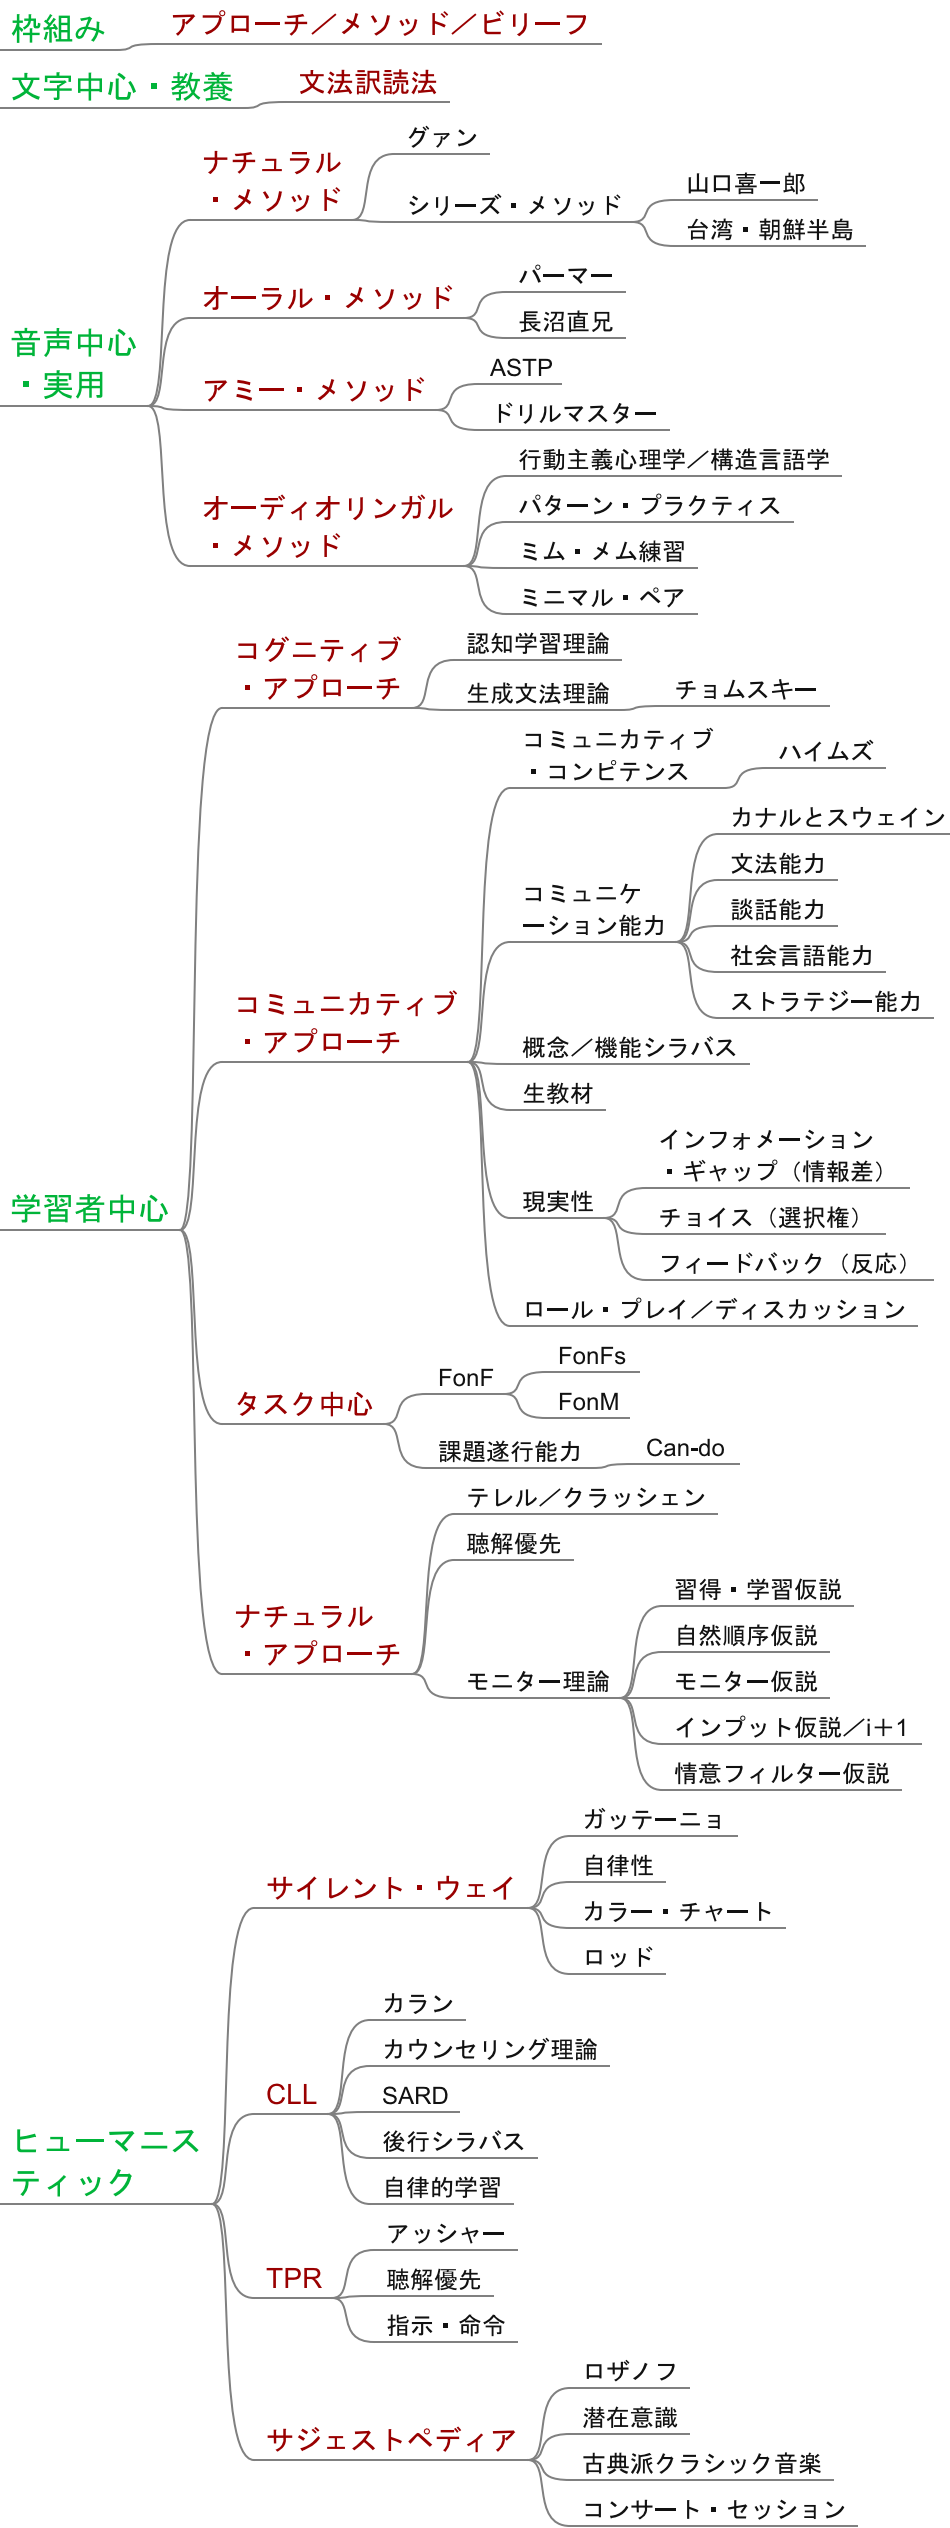 枠組み
アプローチ／メソッド／ビリーフ
文字中心・教養
文法訳読法
音声中心
・実用
ナチュラル
・メソッド
グァン
シリーズ・メソッド
山口喜一郎
台湾・朝鮮半島
オーラル・メソッド
パーマー
長沼直兄
アミー・メソッド
ASTP
ドリルマスター
オーディオリンガル
・メソッド
行動主義心理学／構造言語学
パターン・プラクティス
ミム・メム練習
ミニマル・ペア
学習者中心
コグニティブ
・アプローチ
認知学習理論
生成文法理論
チョムスキー
コミュニカティブ
・アプローチ
コミュニカティブ
・コンピテンス
ハイムズ
コミュニケ
ーション能力
カナルとスウェイン
文法能力
談話能力
社会言語能力
ストラテジー能力
概念／機能シラバス
生教材
現実性
インフォメーション
・ギャップ（情報差）
チョイス（選択権）
フィードバック（反応）
ロール・プレイ／ディスカッション
タスク中心
FonF
FonFs
FonM
課題遂行能力
Can-do
ナチュラル
・アプローチ
テレル／クラッシェン
聴解優先
モニター理論
習得・学習仮説
自然順序仮説
モニター仮説
インプット仮説／i＋1
情意フィルター仮説
ヒューマニス
ティック
サイレント・ウェイ
ガッテーニョ
自律性
カラー・チャート
ロッド
CLL
カラン
カウンセリング理論
SARD
後行シラバス
自律的学習
TPR
アッシャー
聴解優先
指示・命令
サジェストペディア
ロザノフ
潜在意識
古典派クラシック音楽
コンサート・セッション